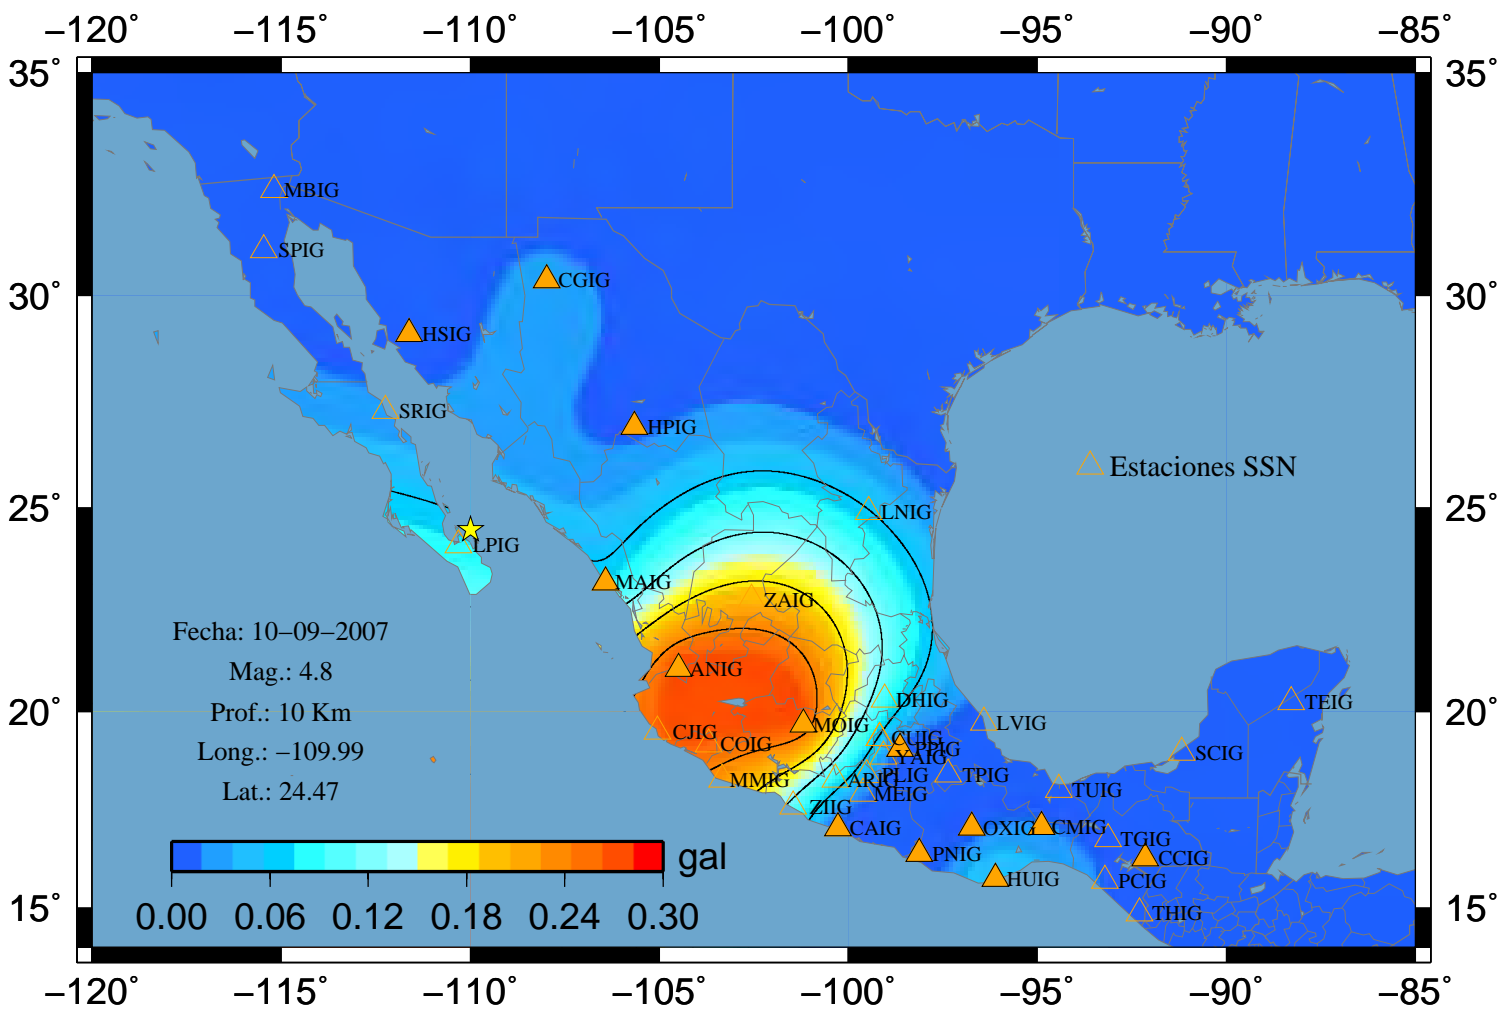 −120° −115° −110° −105° −100° −95° −90° −85°
35° 35°
MBIG
SPIG
CGIG
30° 30°
HSIG
SRIG
HPIG
Estaciones SSN
25° LNIG 25°
LPIG
MAIG
ZAIG
Fecha: 10−09−2007
Mag.: 4.8
ANIG
DHIG
TEIG
Prof.: 10 Km
20° 20°
MOIG
LVIG
CJIG
COIG
CUIG
PPIG
YAIG
SCIG
Long.: −109.99
MMIG
ARIG
PLIG
TPIG
Lat.: 24.47
MEIG
TUIG
ZIIG
CAIG
OXIG
CMIG
TGIG
PNIG
CCIG
gal
HUIG
PCIG
15° 15°
THIG
0.00 0.06 0.12 0.18 0.24 0.30
−120° −115° −110° −105° −100° −95° −90° −85°